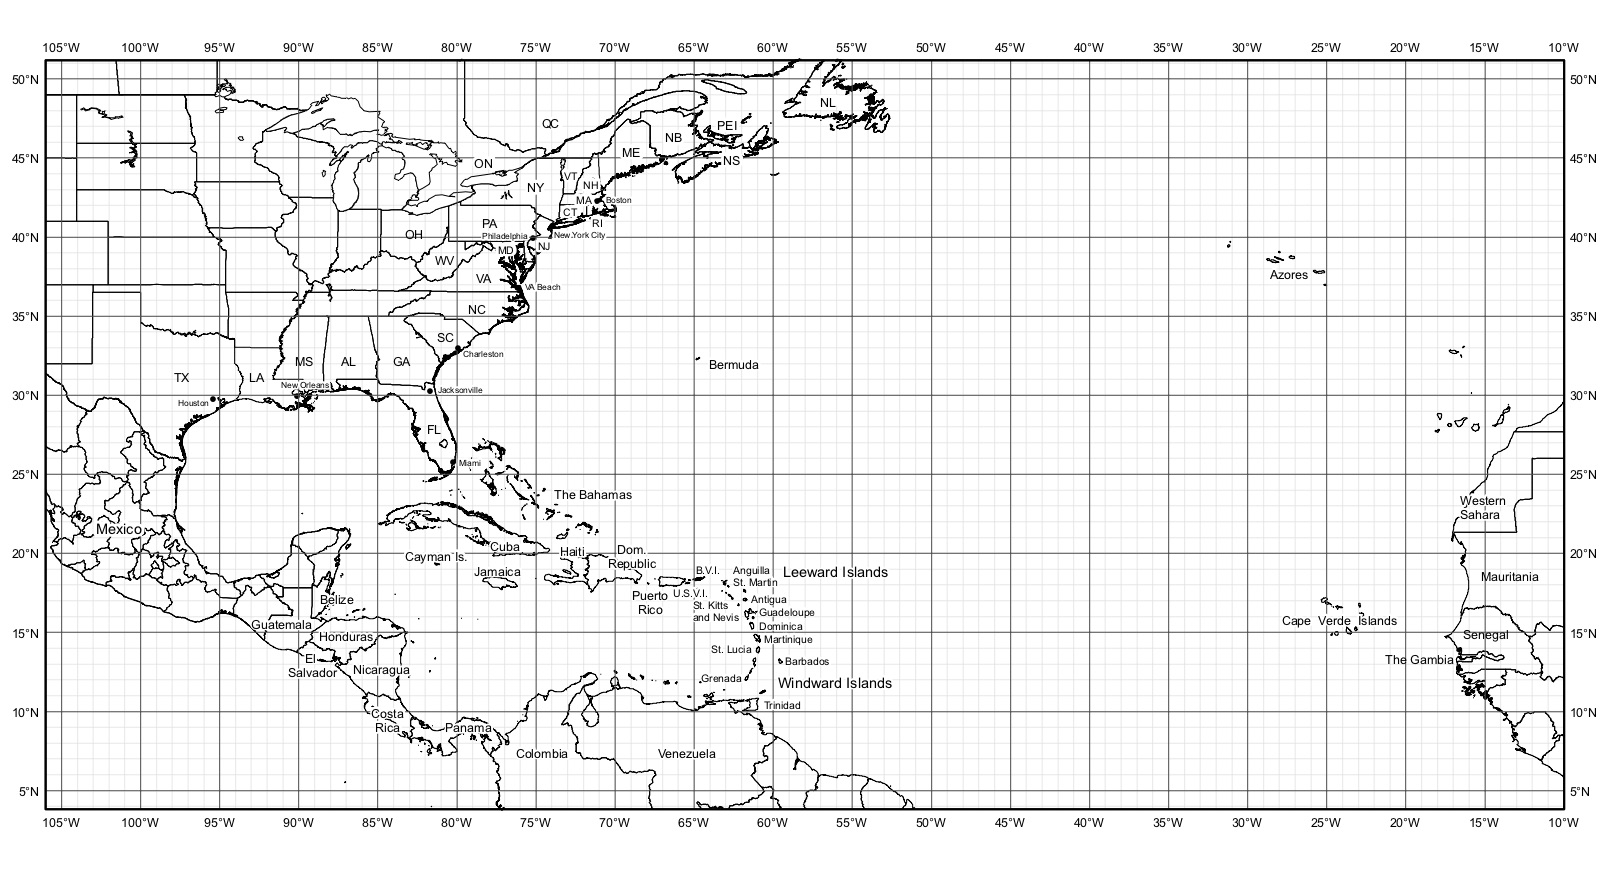 105°W 100°W 95°W 90°W 85°W 80°W 75°W 70°W 65°W 60°W 55°W 50°W 45°W 40°W 35°W 30°W 25°W 20°W 15°W 10°W
50°N 50°N
NL
QC PEI
NB
ME
45°N ON NS 45°N
VT
NY NH
MA Boston
CT
PA RI
OH Philadelphia New York City
40°N 40°N
MD NJ
WV
Azores
VA
VA Beach
NC
35°N 35°N
SC
Charleston
MS AL GA
Bermuda
TX LA
New Orleans
Jacksonville
30°N 30°N
Houston
FL
Miami
25°N 25°N
The Bahamas
Western
Sahara
Mexico
Cuba
Haiti Dom.
Republic
20°N 20°N
Cayman Is.
Jamaica
B.V.I. Anguilla Leeward Islands
St. Martin
Mauritania
Puerto
Rico
U.S.V.I.
Belize
Antigua
St. Kitts
and Nevis
Guadeloupe
Cape Verde Islands
Guatemala
Dominica
15°N 15°N
Honduras
Martinique
Senegal
St. Lucia
El
Salvador
Barbados
The Gambia
Nicaragua
Grenada
Windward Islands
Trinidad
10°N 10°N
Costa
Rica
Panama
Colombia Venezuela
5°N 5°N
105°W 100°W 95°W 90°W 85°W 80°W 75°W 70°W 65°W 60°W 55°W 50°W 45°W 40°W 35°W 30°W 25°W 20°W 15°W 10°W